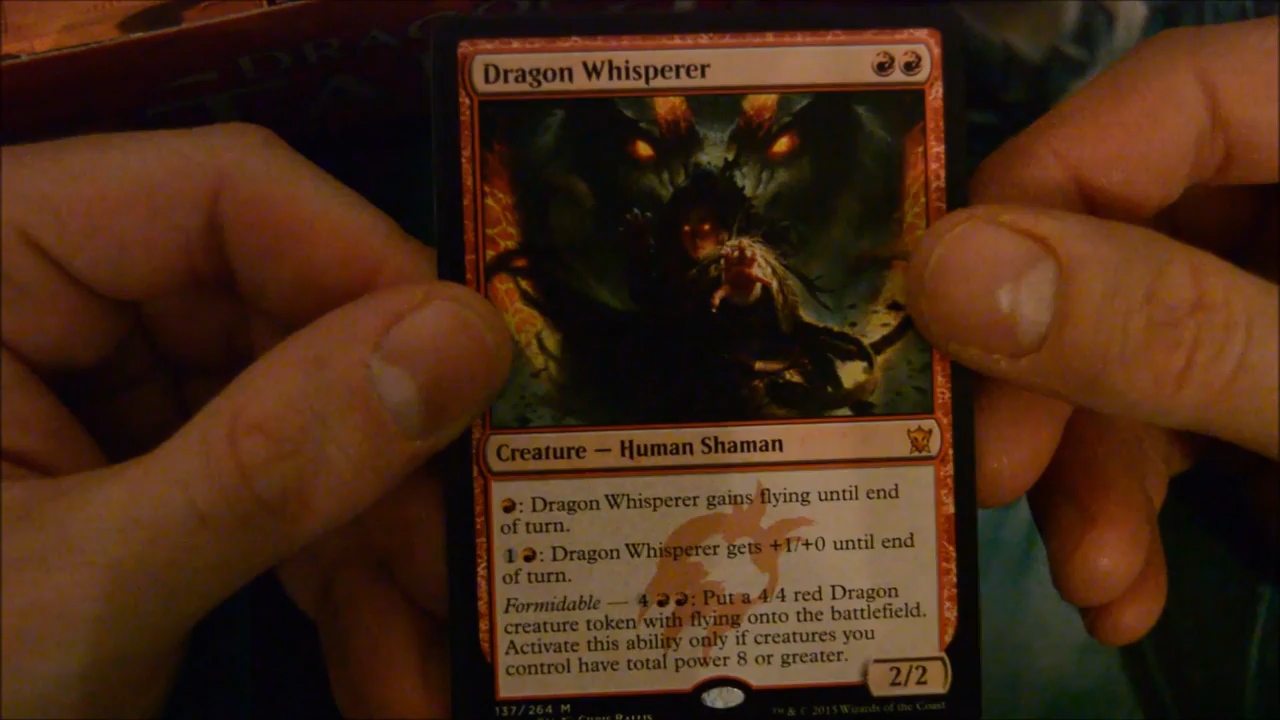 DRA
Dragon Whisperer
Creature — Human Shaman
: Dragon Whisperer gains flying until end
of turn.
1 : Dragon Whisperer gets +1/+0 until end
of turn.
Formidable — 4 : Put a 4/4 red Dragon
creature token with flying onto the battlefield.
Activate this ability only if creatures you
control have total power 8 or greater.
2/2
137/264 M
™ & © 2015 Wizards of the Coast
Chris Rallis